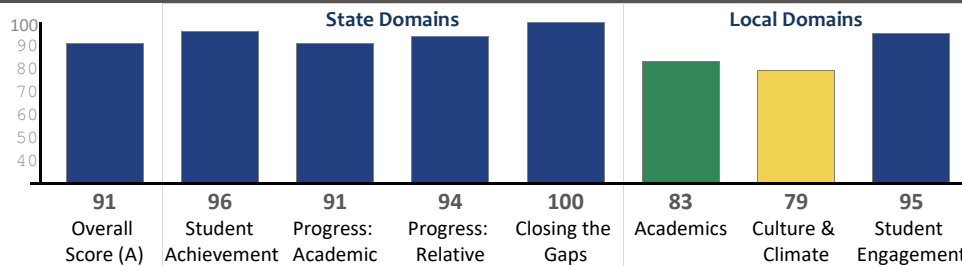 State Domains
Local Domains
100
90
80
70
60
50
40
91
96
91
94
100
83
79
95
Overall
Score (A)
Student
Achievement
Progress:
Academic
Progress:
Relative
Closing the
Gaps
Academics
Culture &
Climate
Student
Engagement